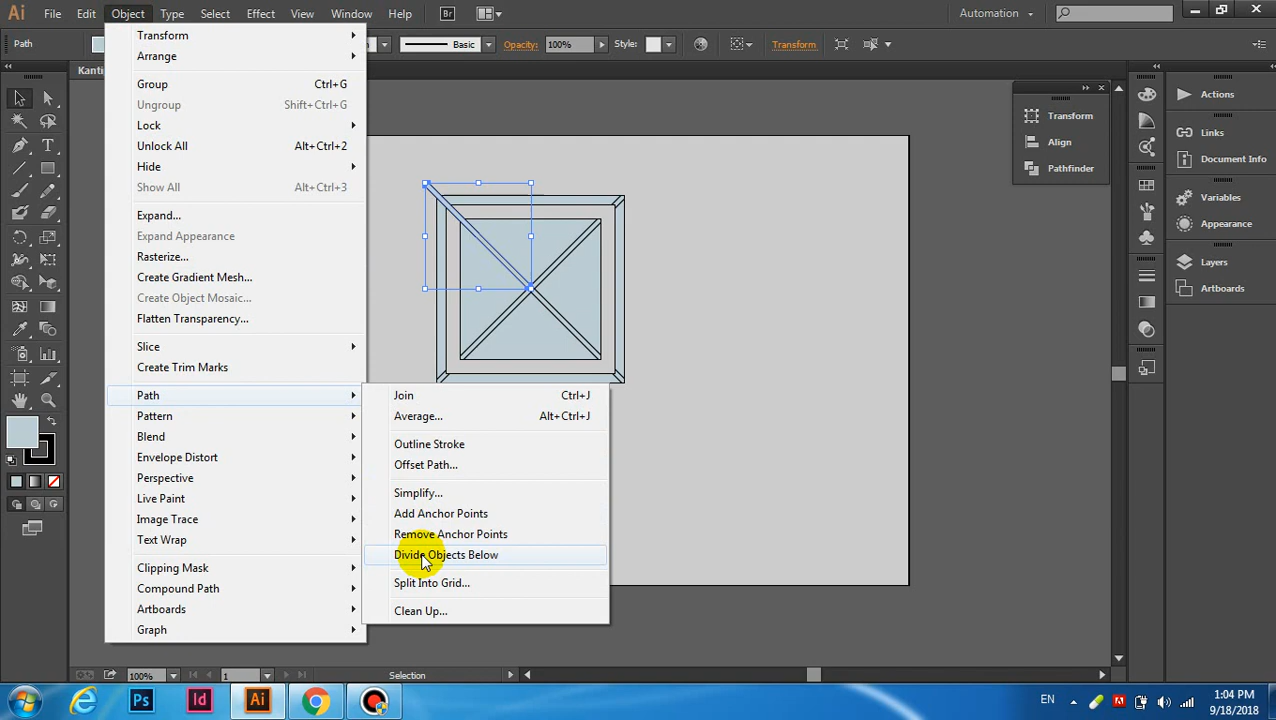 Ai File Edit Object Type Select Effect View Window Help Br Automation
Path Basic Opacity: 100% Style: Transform
Kanti
Transform
Arrange
Group Ctrl+G
Ungroup Shift+Ctrl+G
Lock
Unlock All Alt+Ctrl+2
Hide
Show All Alt+Ctrl+3
Expand...
Expand Appearance
Rasterize...
Create Gradient Mesh...
Create Object Mosaic...
Flatten Transparency...
Slice
Create Trim Marks
Path
Pattern
Blend
Envelope Distort
Perspective
Live Paint
Image Trace
Text Wrap
Clipping Mask
Compound Path
Artboards
Graph
Join Ctrl+J
Average... Alt+Ctrl+J
Outline Stroke
Offset Path...
Simplify...
Add Anchor Points
Remove Anchor Points
Divide Objects Below
Split Into Grid...
Clean Up...
Transform
Align
Pathfinder
Actions
Links
Document Info
Variables
Appearance
Layers
Artboards
100% 1 Selection
Ps Id Ai EN 1:04 PM
9/18/2018